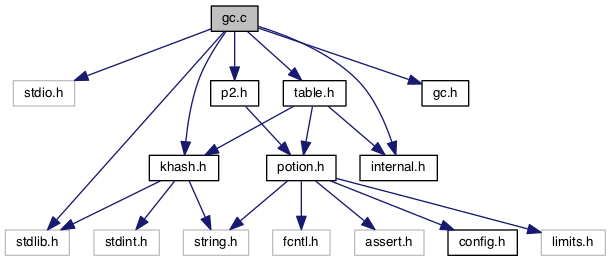 gc.c
stdio.h
p2.h
table.h
gc.h
khash.h
potion.h
internal.h
stdlib.h
stdint.h
string.h
fcntl.h
assert.h
config.h
limits.h